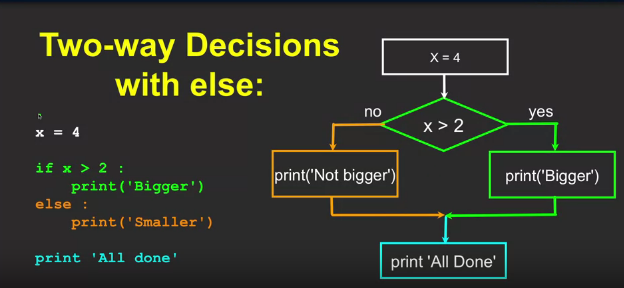 Two-way Decisions
with else:
x = 4
if x > 2 :
    print('Bigger')
else :
    print('Smaller')
print 'All done'
X = 4
no
yes
x > 2
print('Not bigger')
print('Bigger')
print 'All Done'